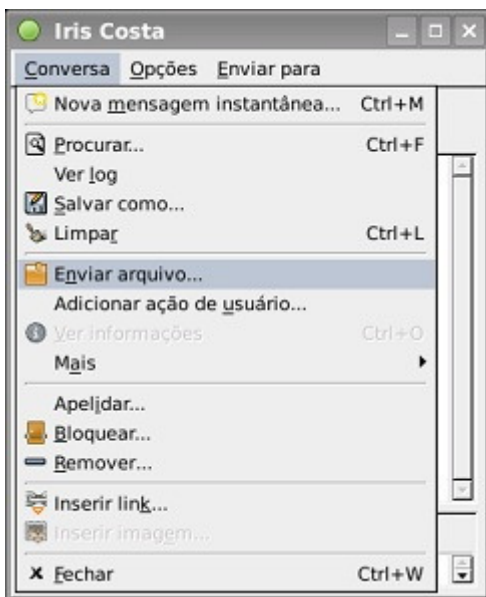 Iris Costa
Conversa Opções Enviar para
Nova mensagem instantânea... Ctrl+M
Procurar... Ctrl+F
Ver log
Salvar como...
Limpar Ctrl+L
Enviar arquivo...
Adicionar ação de usuário...
Ver informações Ctrl+O
Mais
Apelidar...
Bloquear...
Remover...
Inserir link...
Inserir imagem...
Fechar Ctrl+W